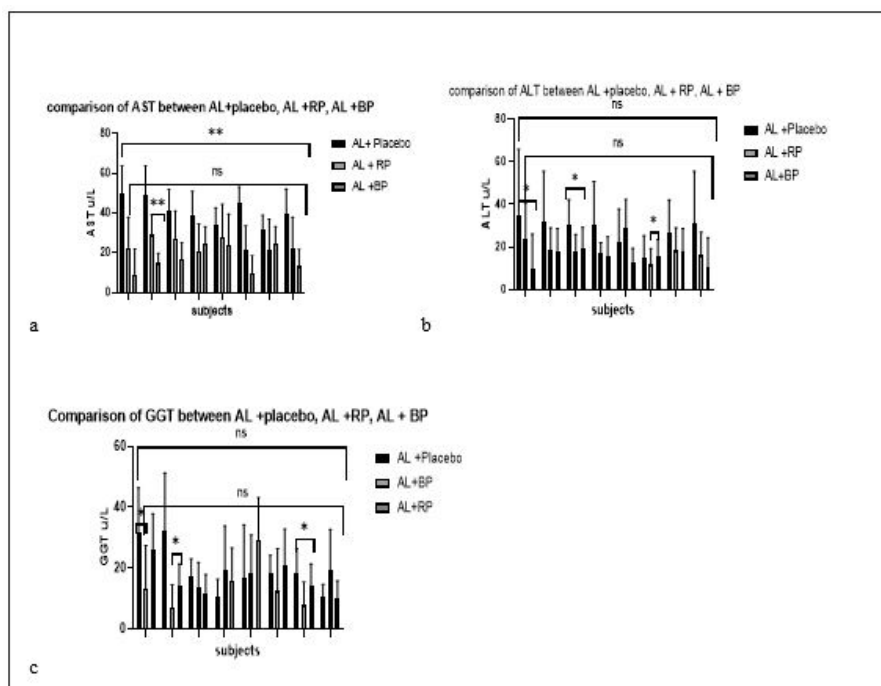 comparison of AST between AL+placebo, AL +RP, AL +BP
80
60
40
20
0
AST u/L
**
ns
**
subjects
AL+ Placebo
AL + RP
AL +BP
a
comparison of ALT between AL +placebo, AL + RP, AL + BP
ns
80
60
40
20
0
ALT u/L
ns
*
*
*
subjects
AL +Placebo
AL +RP
AL+BP
b
Comparison of GGT between AL +placebo, AL +RP, AL + BP
ns
60
40
20
0
GGT u/L
ns
*
*
*
subjects
AL +Placebo
AL+BP
AL+RP
c